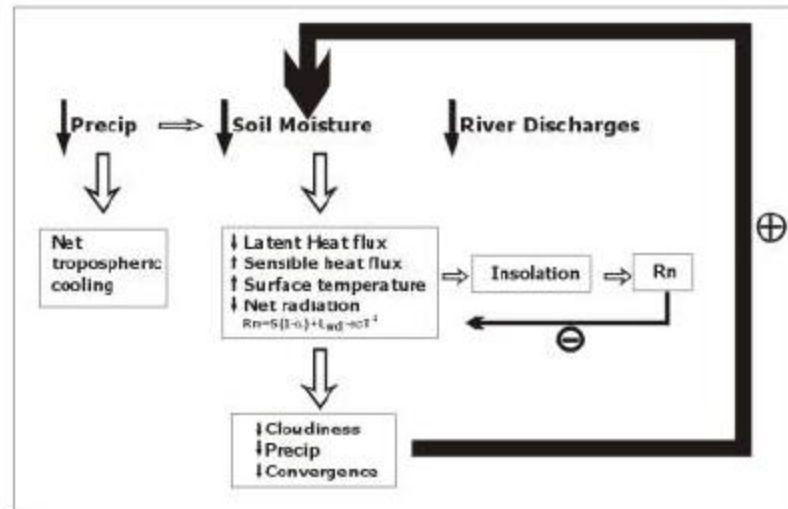 ↓Precip ⇒ ↓Soil Moisture ↓River Discharges
Net
tropospheric
cooling
↓ Latent Heat flux
↑ Sensible heat flux
↑ Surface temperature
↓ Net radiation
Insolation
Rn
⊕
⊖
↓Cloudiness
↓Precip
↓Convergence